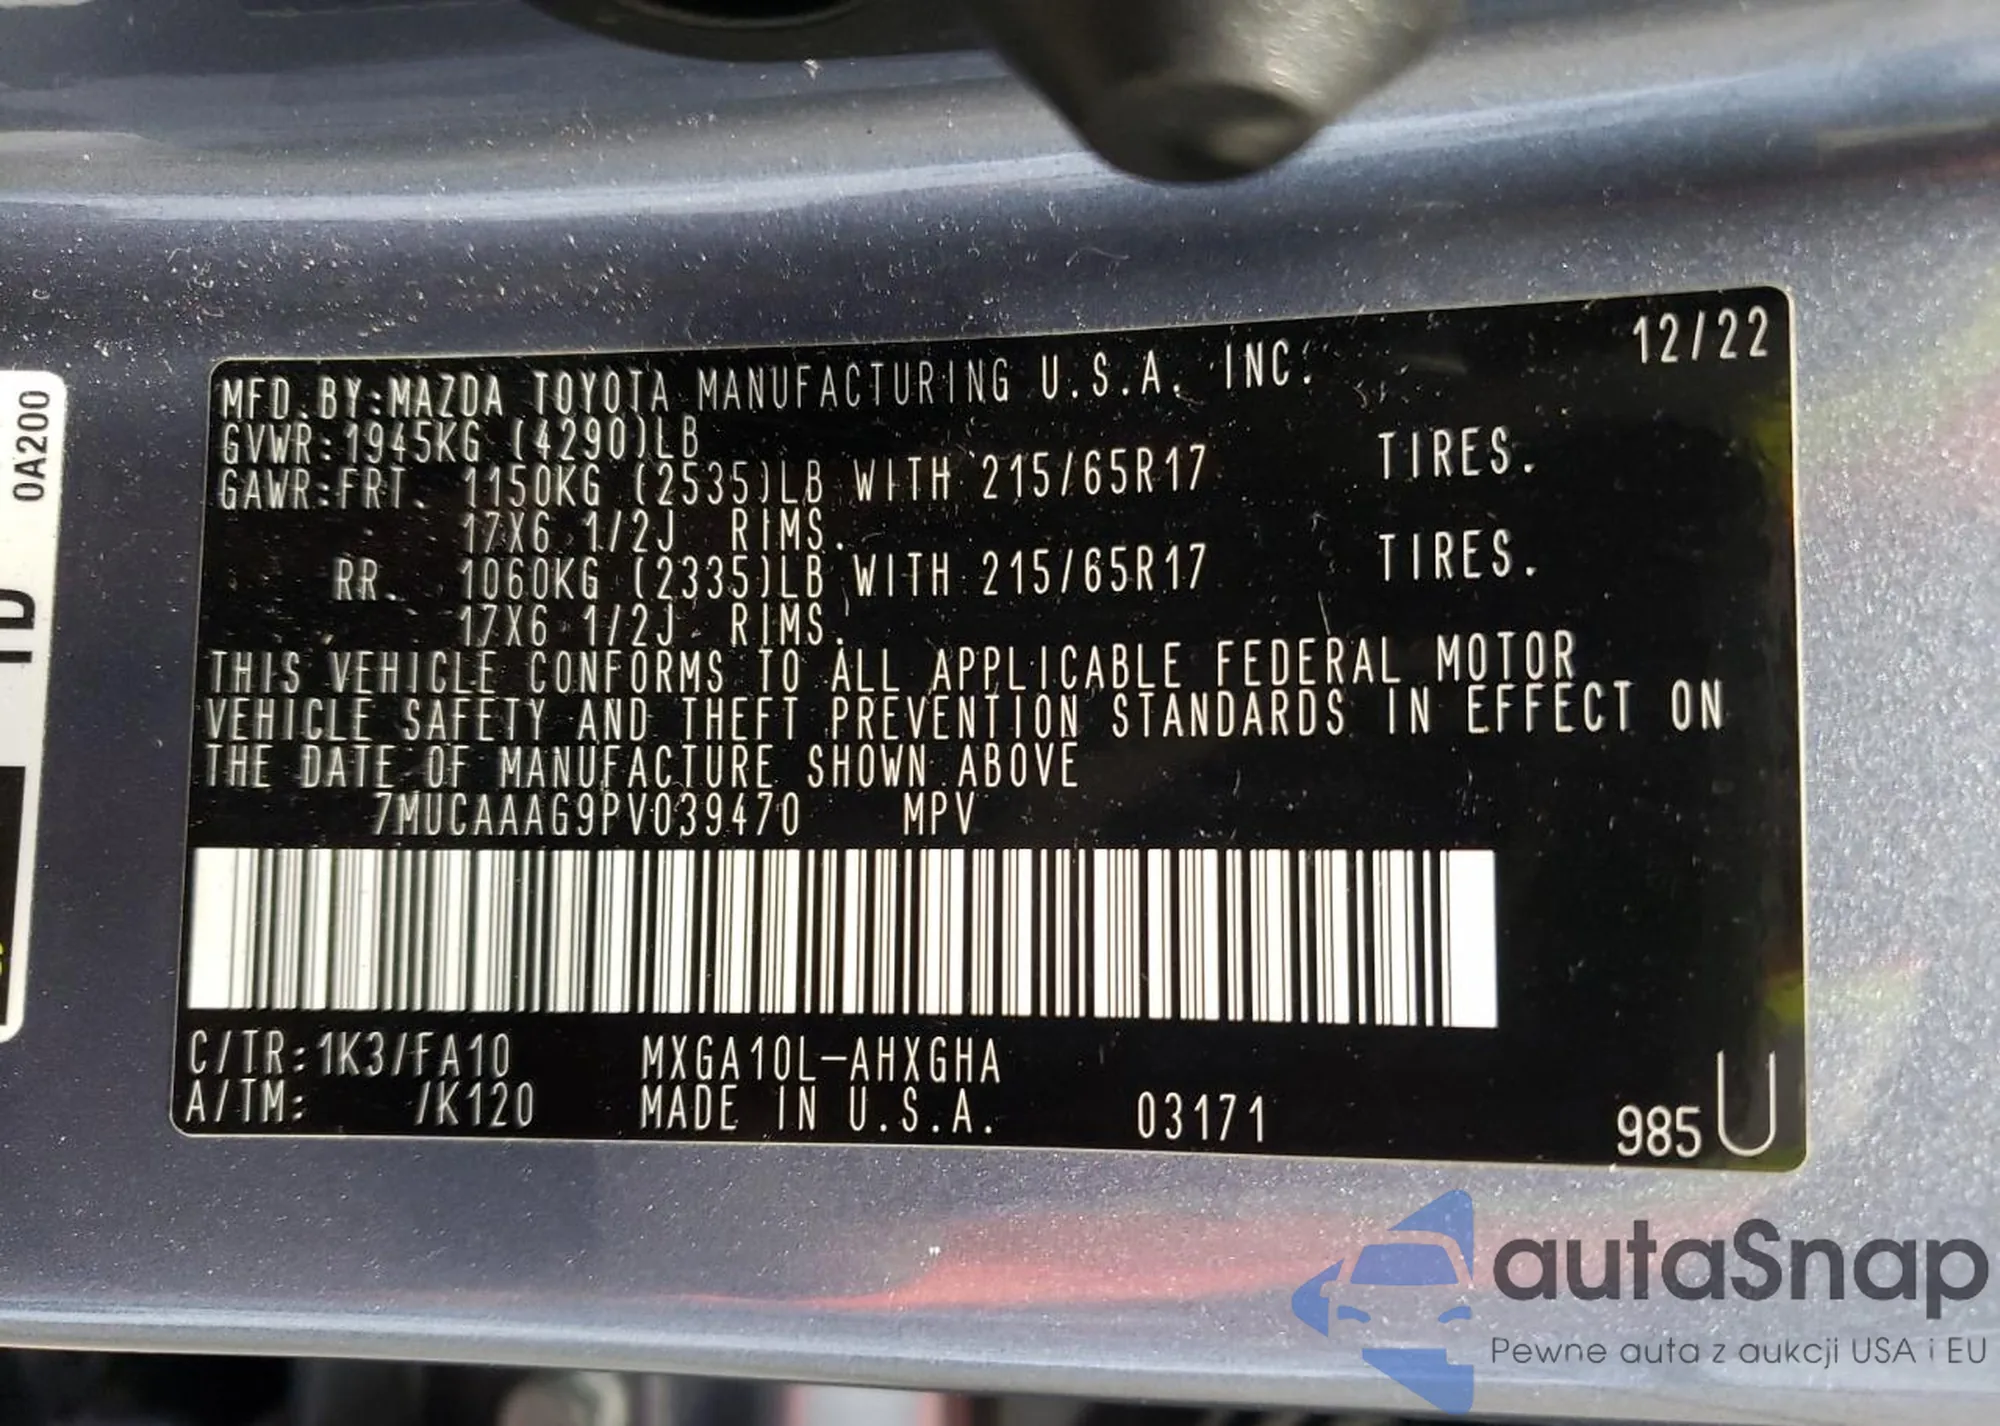 0A200
12/22
MFD.BY:MAZDA TOYOTA MANUFACTURING U.S.A. INC.
GVWR:1945KG (4290)LB
GAWR:FRT. 1150KG (2535)LB WITH 215/65R17 TIRES.
17X6 1/2J RIMS.
RR. 1060KG (2335)LB WITH 215/65R17 TIRES.
17X6 1/2J RIMS.
THIS VEHICLE CONFORMS TO ALL APPLICABLE FEDERAL MOTOR
VEHICLE SAFETY AND THEFT PREVENTION STANDARDS IN EFFECT ON
THE DATE OF MANUFACTURE SHOWN ABOVE
7MUCAAAG9PV039470 MPV
C/TR:1K3/FA10 MXGA10L-AHXGHA
A/TM: /K120 MADE IN U.S.A. 03171 985U
autaSnap
Pewne auta z aukcji USA i EU